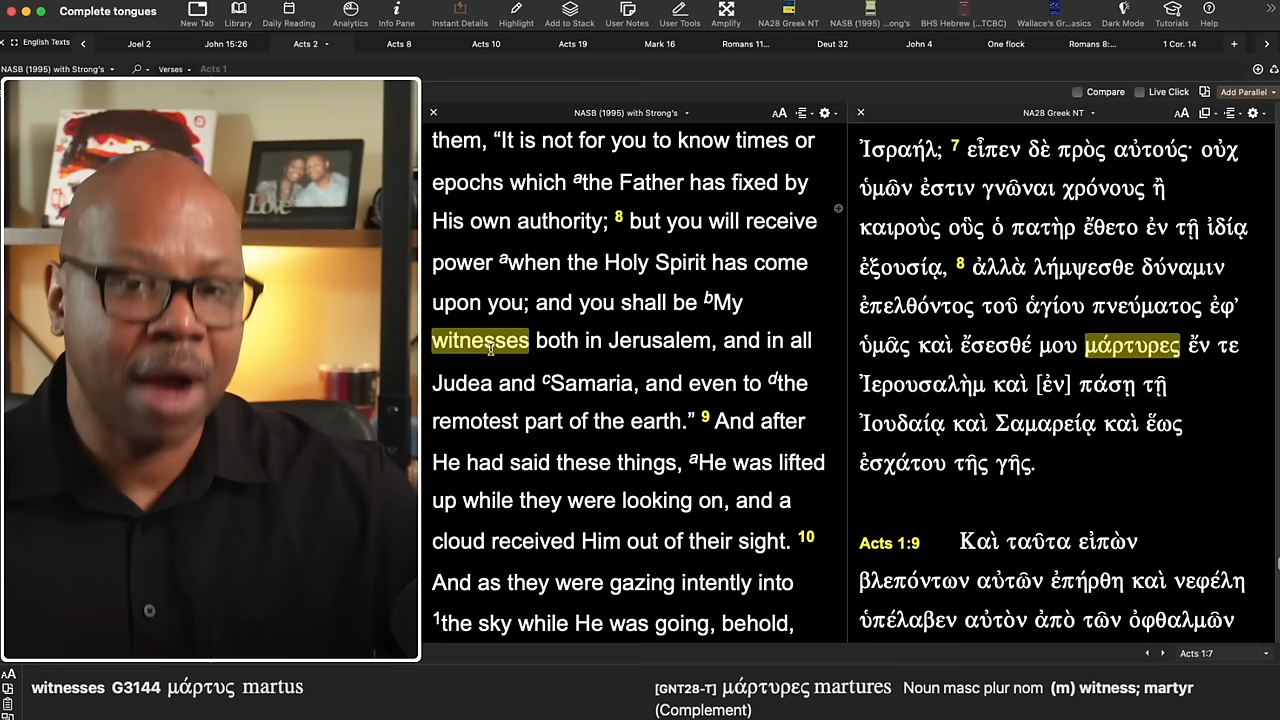 Complete tongues
New Tab
Library
Daily Reading
Analytics
Info Pane
Instant Details
Highlight
Add to Stack
User Notes
User Tools
Amplify
NA28 Greek NT
NASB (1995) ...ong's
BHS Hebrew (...TCBC)
Wallace's Gr...asics
Dark Mode
Tutorials
Help
English Texts
Joel 2
John 15:26
Acts 2
Acts 8
Acts 10
Acts 19
Mark 16
Romans 11...
Deut 32
John 4
One flock
Romans 8:...
1 Cor. 14
NASB (1995) with Strong's
Verses
Acts 1
Compare
Live Click
Add Parallel
Love
NASB (1995) with Strong's
AA
them, “It is not for you to know times or
epochs which ᵃthe Father has fixed by
His own authority; 8 but you will receive
power ᵃwhen the Holy Spirit has come
upon you; and you shall be ᵇMy
witnesses both in Jerusalem, and in all
Judea and ᶜSamaria, and even to ᵈthe
remotest part of the earth.” 9 And after
He had said these things, ᵃHe was lifted
up while they were looking on, and a
cloud received Him out of their sight. 10
And as they were gazing intently into
¹the sky while He was going, behold,
NA28 Greek NT
AA
Ἰσραήλ; 7 εἶπεν δὲ πρὸς αὐτούς· οὐχ
ὑμῶν ἐστιν γνῶναι χρόνους ἢ
καιροὺς οὓς ὁ πατὴρ ἔθετο ἐν τῇ ἰδίᾳ
ἐξουσίᾳ, 8 ἀλλὰ λήμψεσθε δύναμιν
ἐπελθόντος τοῦ ἁγίου πνεύματος ἐφ’
ὑμᾶς καὶ ἔσεσθέ μου μάρτυρες ἔν τε
Ἰερουσαλὴμ καὶ [ἐν] πάσῃ τῇ
Ἰουδαίᾳ καὶ Σαμαρείᾳ καὶ ἕως
ἐσχάτου τῆς γῆς.
Acts 1:9 Καὶ ταῦτα εἰπὼν
βλεπόντων αὐτῶν ἐπήρθη καὶ νεφέλη
ὑπέλαβεν αὐτὸν ἀπὸ τῶν ὀφθαλμῶν
Acts 1:7
AA
witnesses G3144 μάρτυς martus
[GNT28-T] μάρτυρες martures Noun masc plur nom (m) witness; martyr
(Complement)